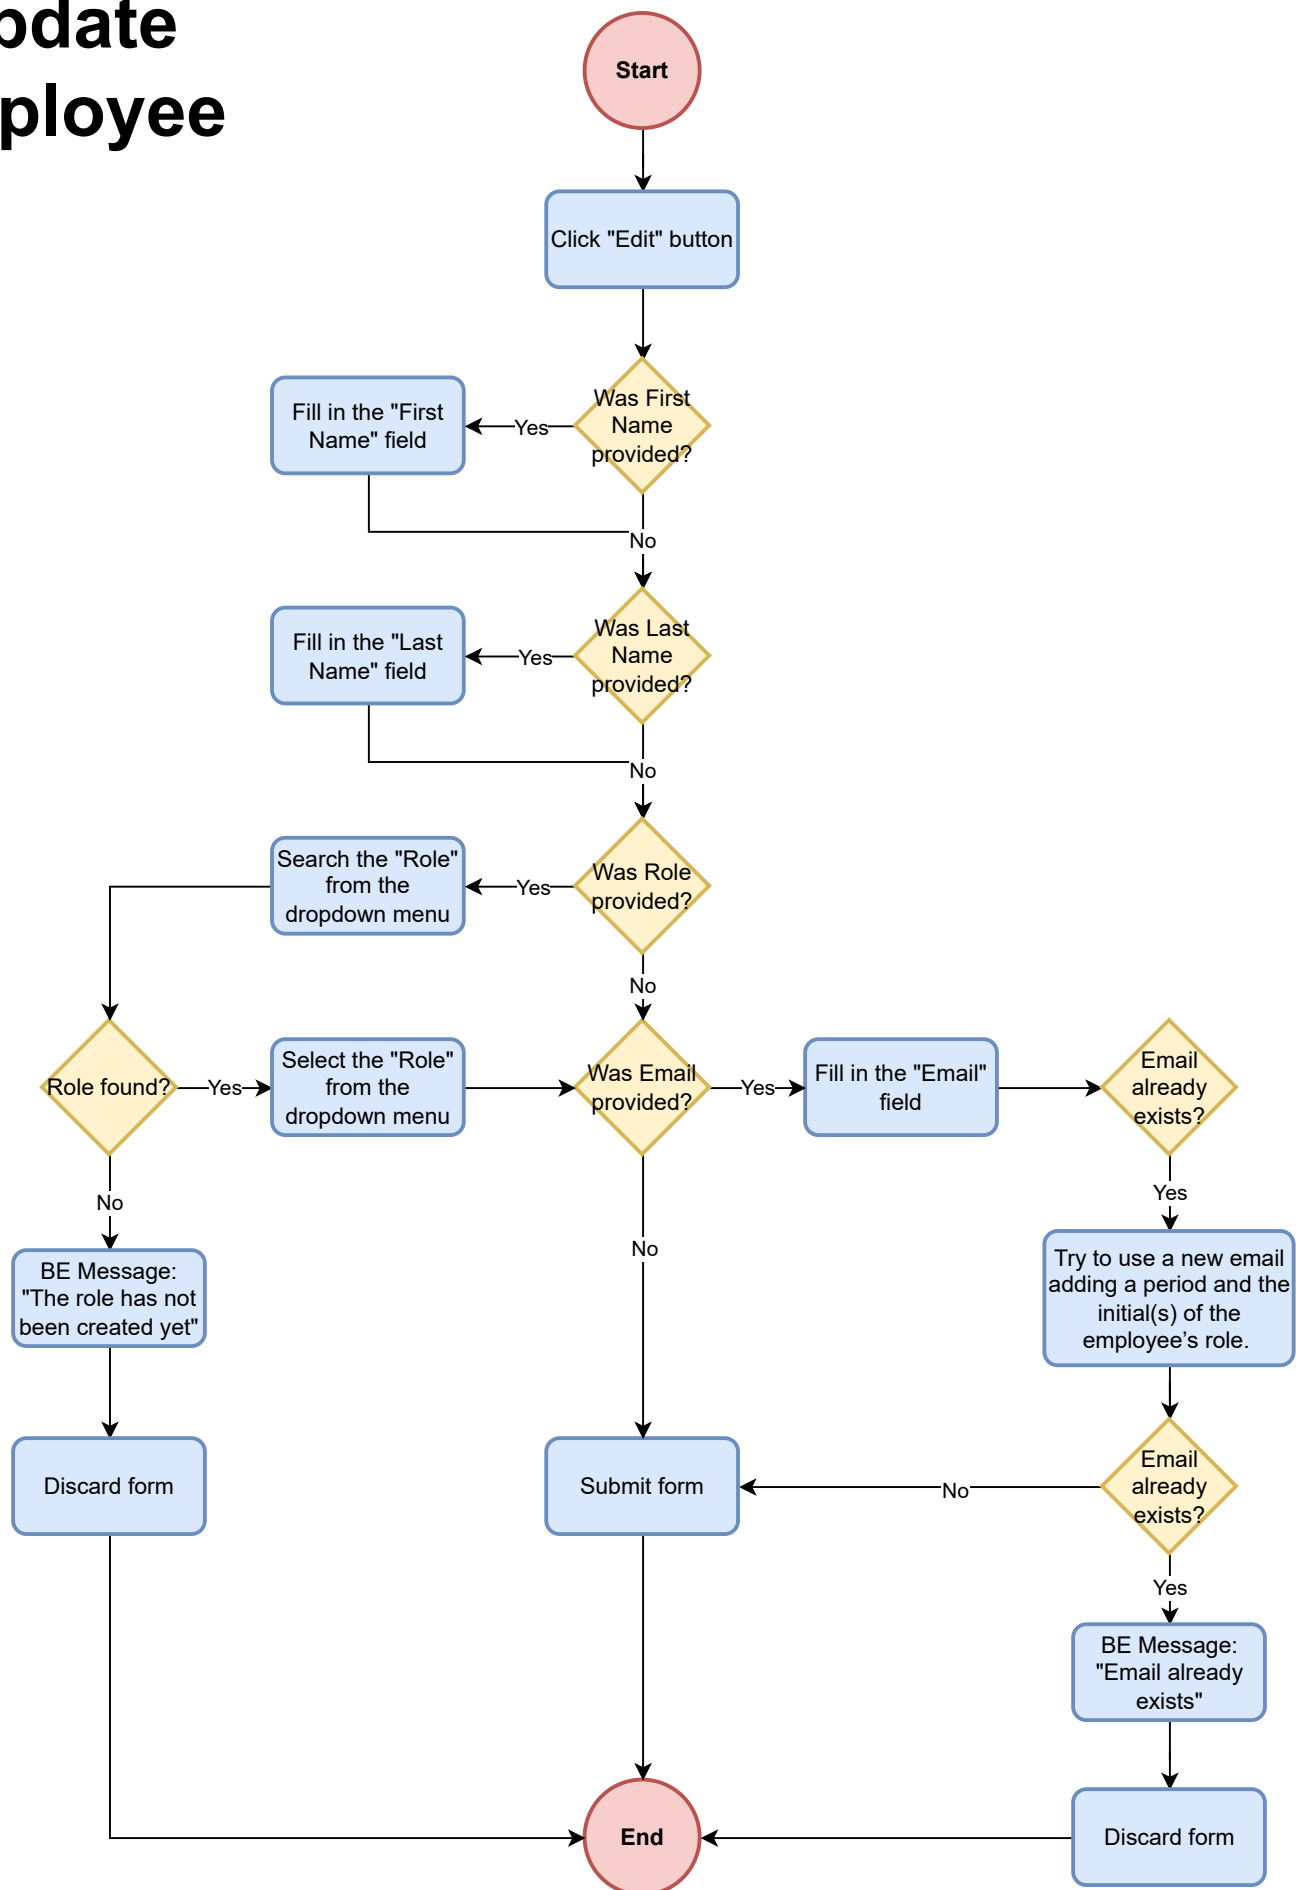 pdate
ployee
Start
Click "Edit" button
Was First
Name
provided?
Yes
Fill in the "First
Name" field
No
Was Last
Name
provided?
Yes
Fill in the "Last
Name" field
No
Was Role
provided?
Yes
Search the "Role"
from the
dropdown menu
No
Role found?
Yes
Select the "Role"
from the
dropdown menu
Was Email
provided?
Yes
Fill in the "Email"
field
Email
already
exists?
No
BE Message:
"The role has not
been created yet"
No
Yes
Try to use a new email
adding a period and the
initial(s) of the
employee’s role.
Discard form
Submit form
No
Email
already
exists?
Yes
BE Message:
"Email already
exists"
End
Discard form